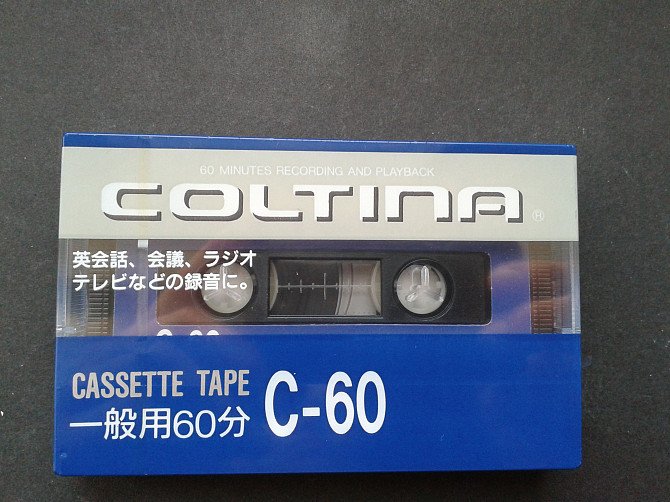 60 MINUTES RECORDING AND PLAYBACK
COLTINA®
英会話、会議、ラジオ
テレビなどの録音に。
CASSETTE TAPE
一般用60分
C-60